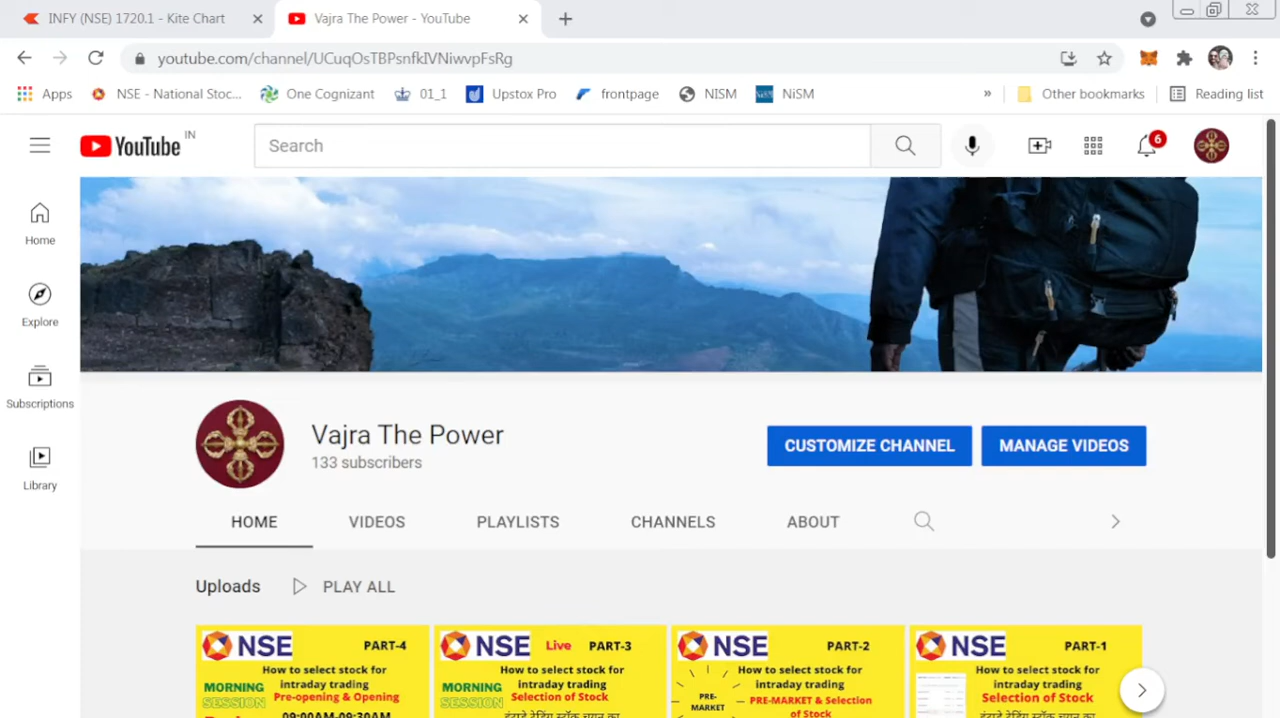 INFY (NSE) 1720.1 - Kite Chart
Vajra The Power - YouTube
youtube.com/channel/UCuqOsTBPsnfkIVNiwvpFsRg
Apps
NSE - National Stoc...
One Cognizant
01_1
Upstox Pro
frontpage
NISM
NiSM
»
Other bookmarks
Reading list
YouTube IN
Search
6
Home
Explore
Subscriptions
Library
Vajra The Power
133 subscribers
CUSTOMIZE CHANNEL
MANAGE VIDEOS
HOME VIDEOS PLAYLISTS CHANNELS ABOUT
Uploads PLAY ALL
NSE PART-4
How to select stock for
intraday trading
MORNING
SESSION
Pre-opening & Opening
09:00AM-09:30AM
NSE Live PART-3
How to select stock for
intraday trading
MORNING
SESSION
Selection of Stock
इंट्राडे ट्रेडिंग स्टॉक चयन का
NSE PART-2
How to select stock for
intraday trading
PRE-
MARKET
PRE-MARKET & Selection
of Stock
NSE PART-1
How to select stock for
intraday trading
Selection of Stock
इंट्राडे ट्रेडिंग स्टॉक चयन का